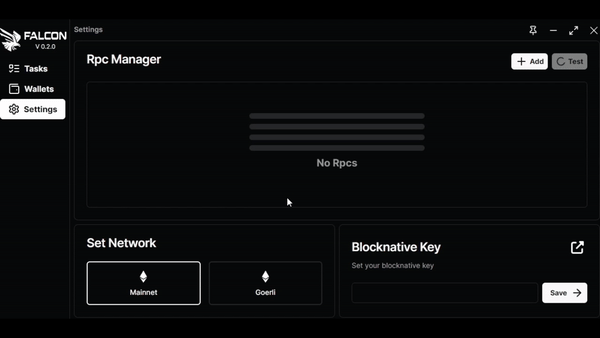 FALCON
V 0.2.0
Tasks
Wallets
Settings
Settings
Rpc Manager
Add
Test
No Rpcs
Set Network
Mainnet
Goerli
Blocknative Key
Set your blocknative key
Save